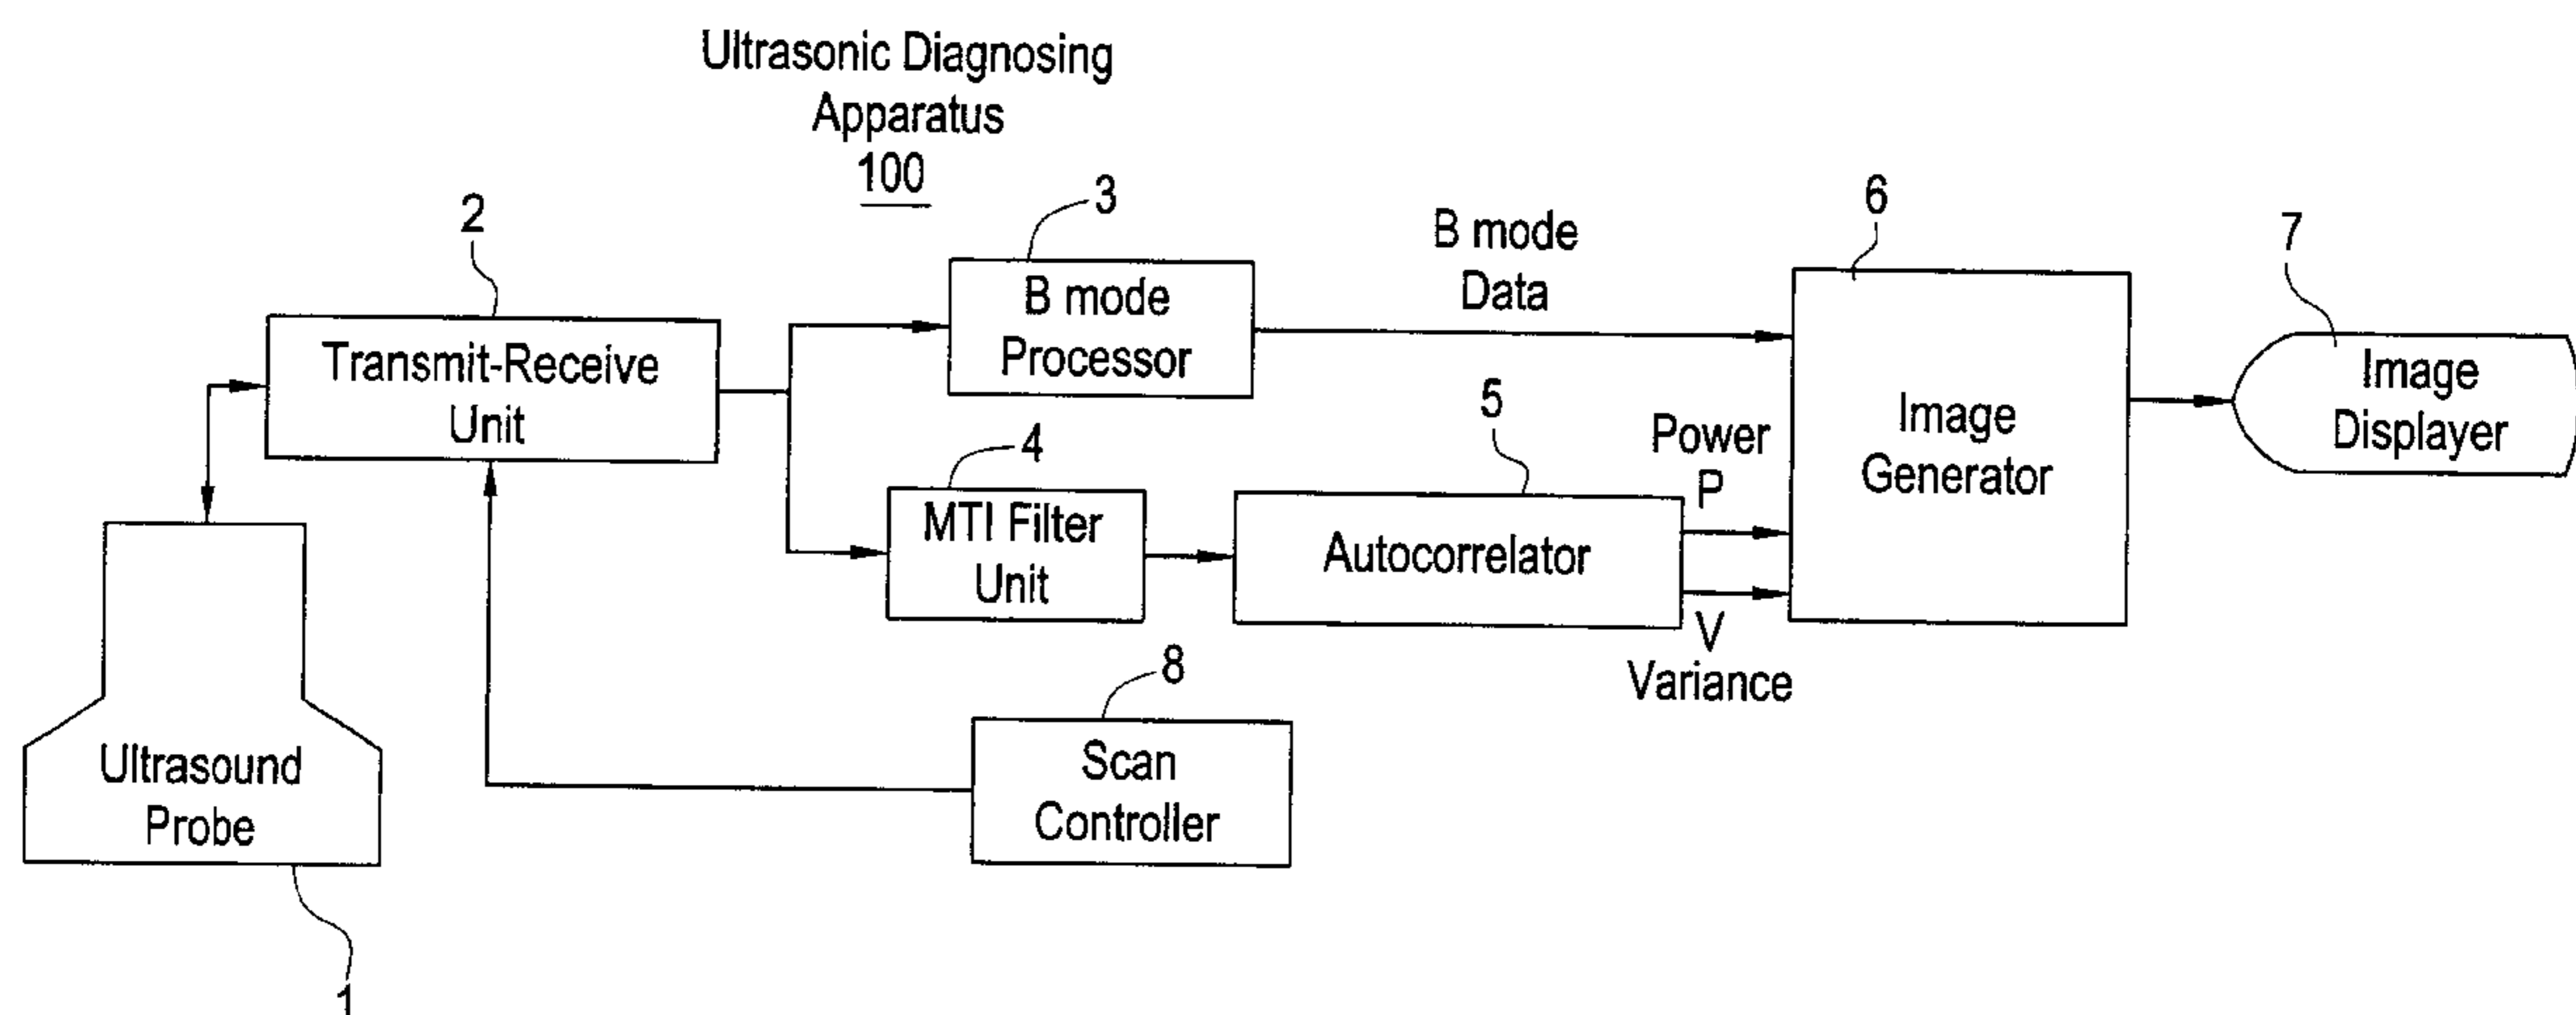 Ultrasonic Diagnosing
Apparatus
100
2
Transmit-Receive
Unit
3
B mode
Processor
B mode
Data
6
Image
Generator
7
Image
Displayer
4
MTI Filter
Unit
5
Autocorrelator
Power
P
V
Variance
8
Scan
Controller
Ultrasound
Probe
1